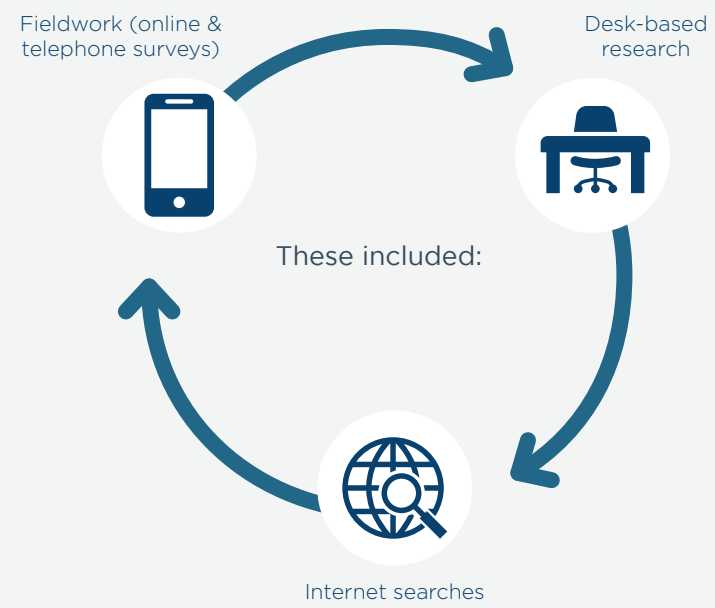 Fieldwork (online &
telephone surveys)
Desk-based
research
These included:
Internet searches